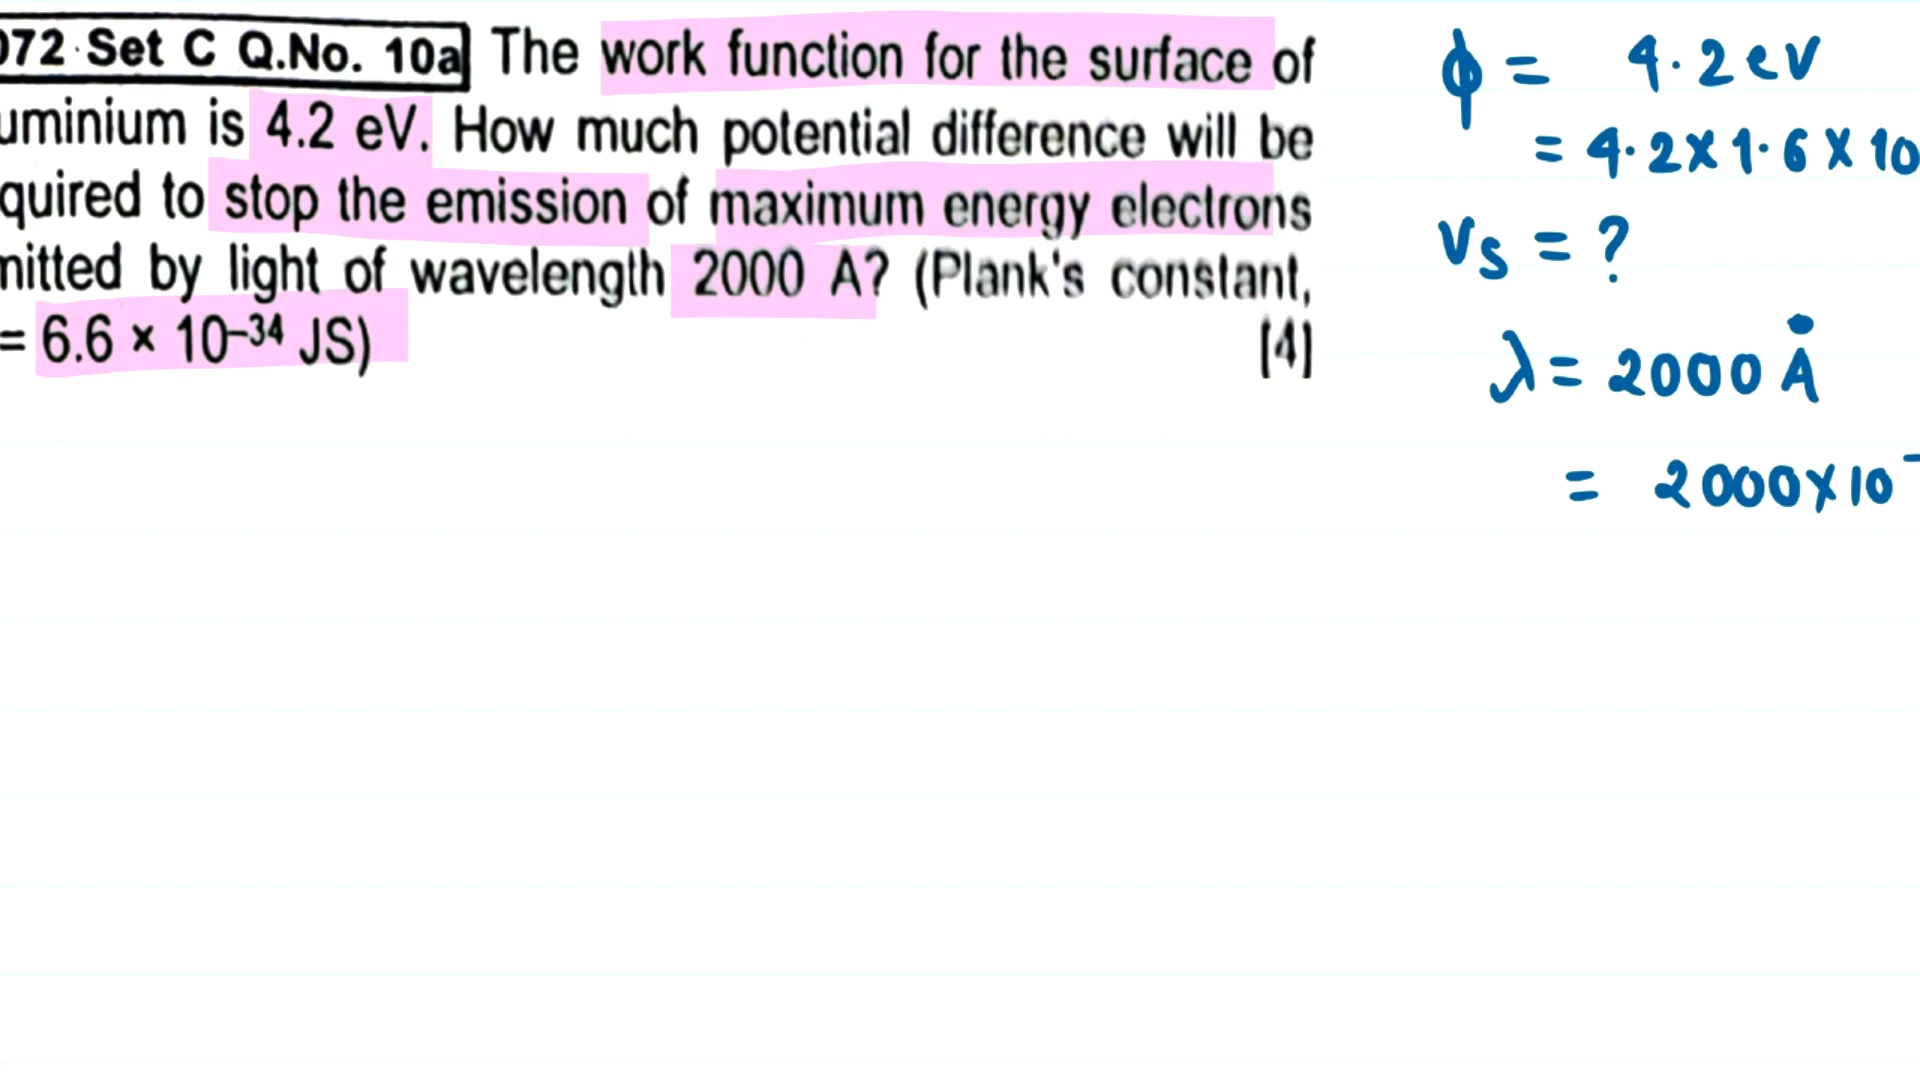 072 Set C Q.No. 10a The work function for the surface of
uminium is 4.2 eV. How much potential difference will be
quired to stop the emission of maximum energy electrons
mitted by light of wavelength 2000 A? (Plank's constant,
= 6.6 × 10⁻³⁴ JS) [4]
ϕ = 4.2 eV
= 4.2 × 1.6 × 10
Vs = ?
λ = 2000 Å
= 2000 × 10⁻